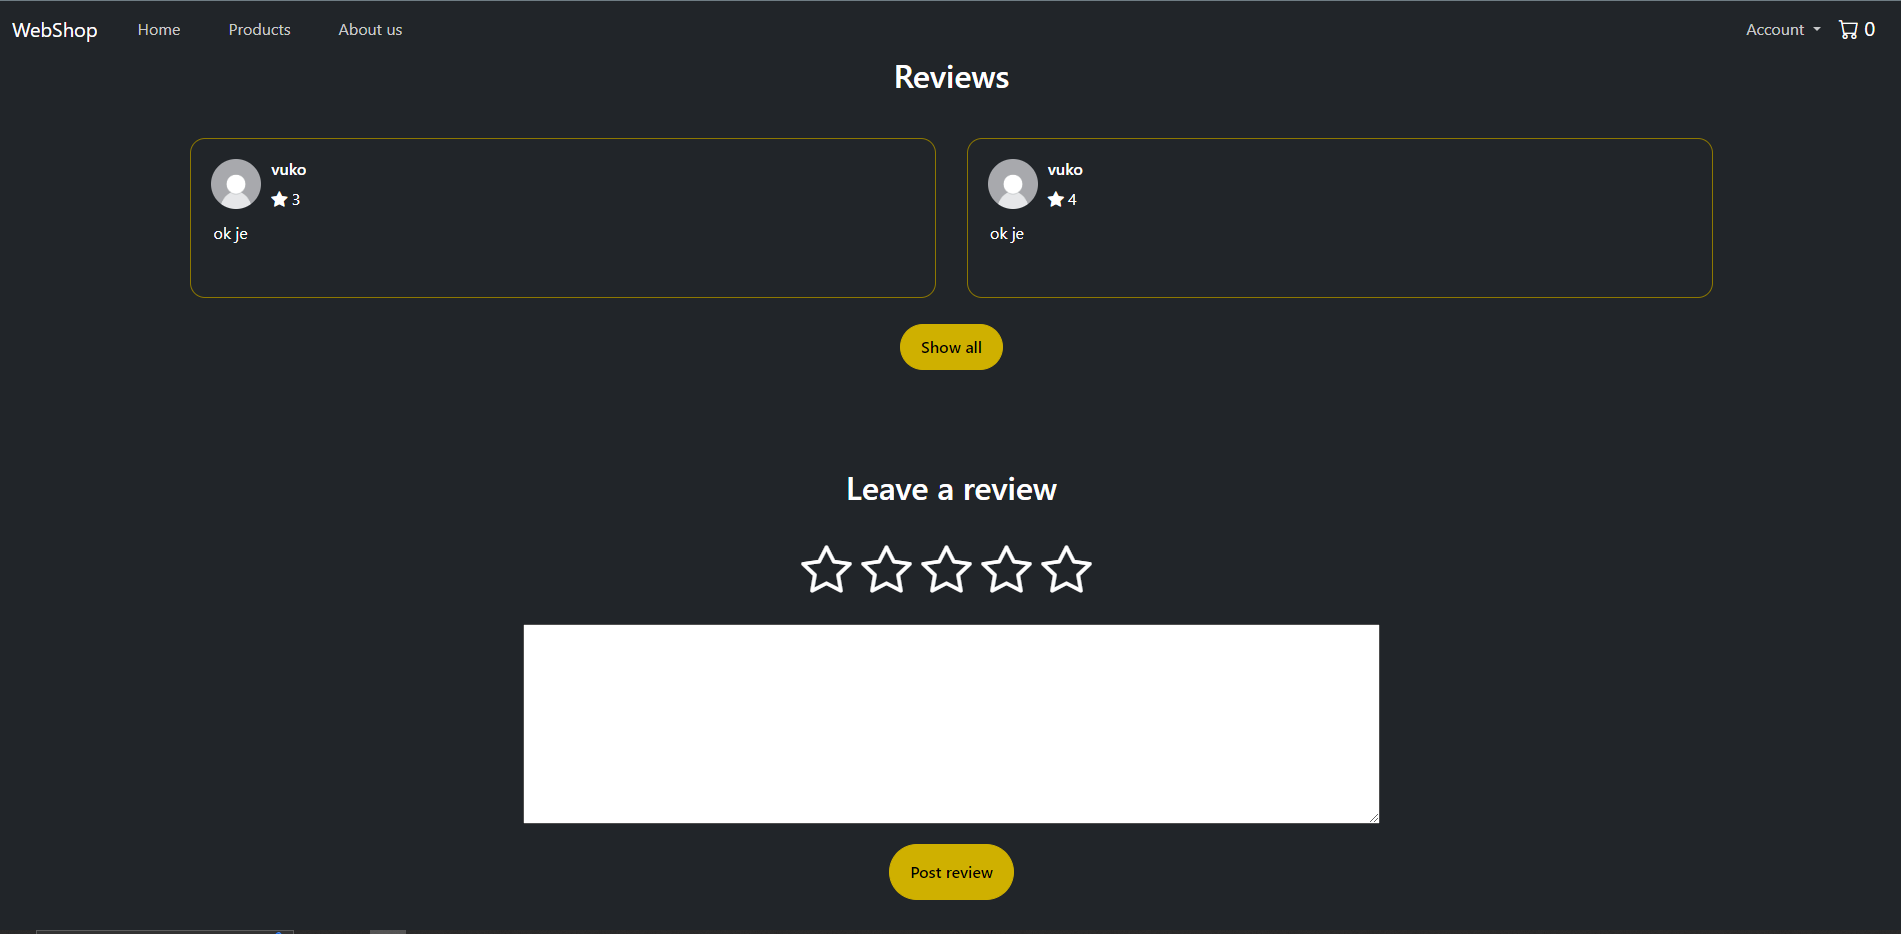 WebShop Home Products About us Account 0
Reviews
vuko
3
ok je
vuko
4
ok je
Show all
Leave a review
Post review